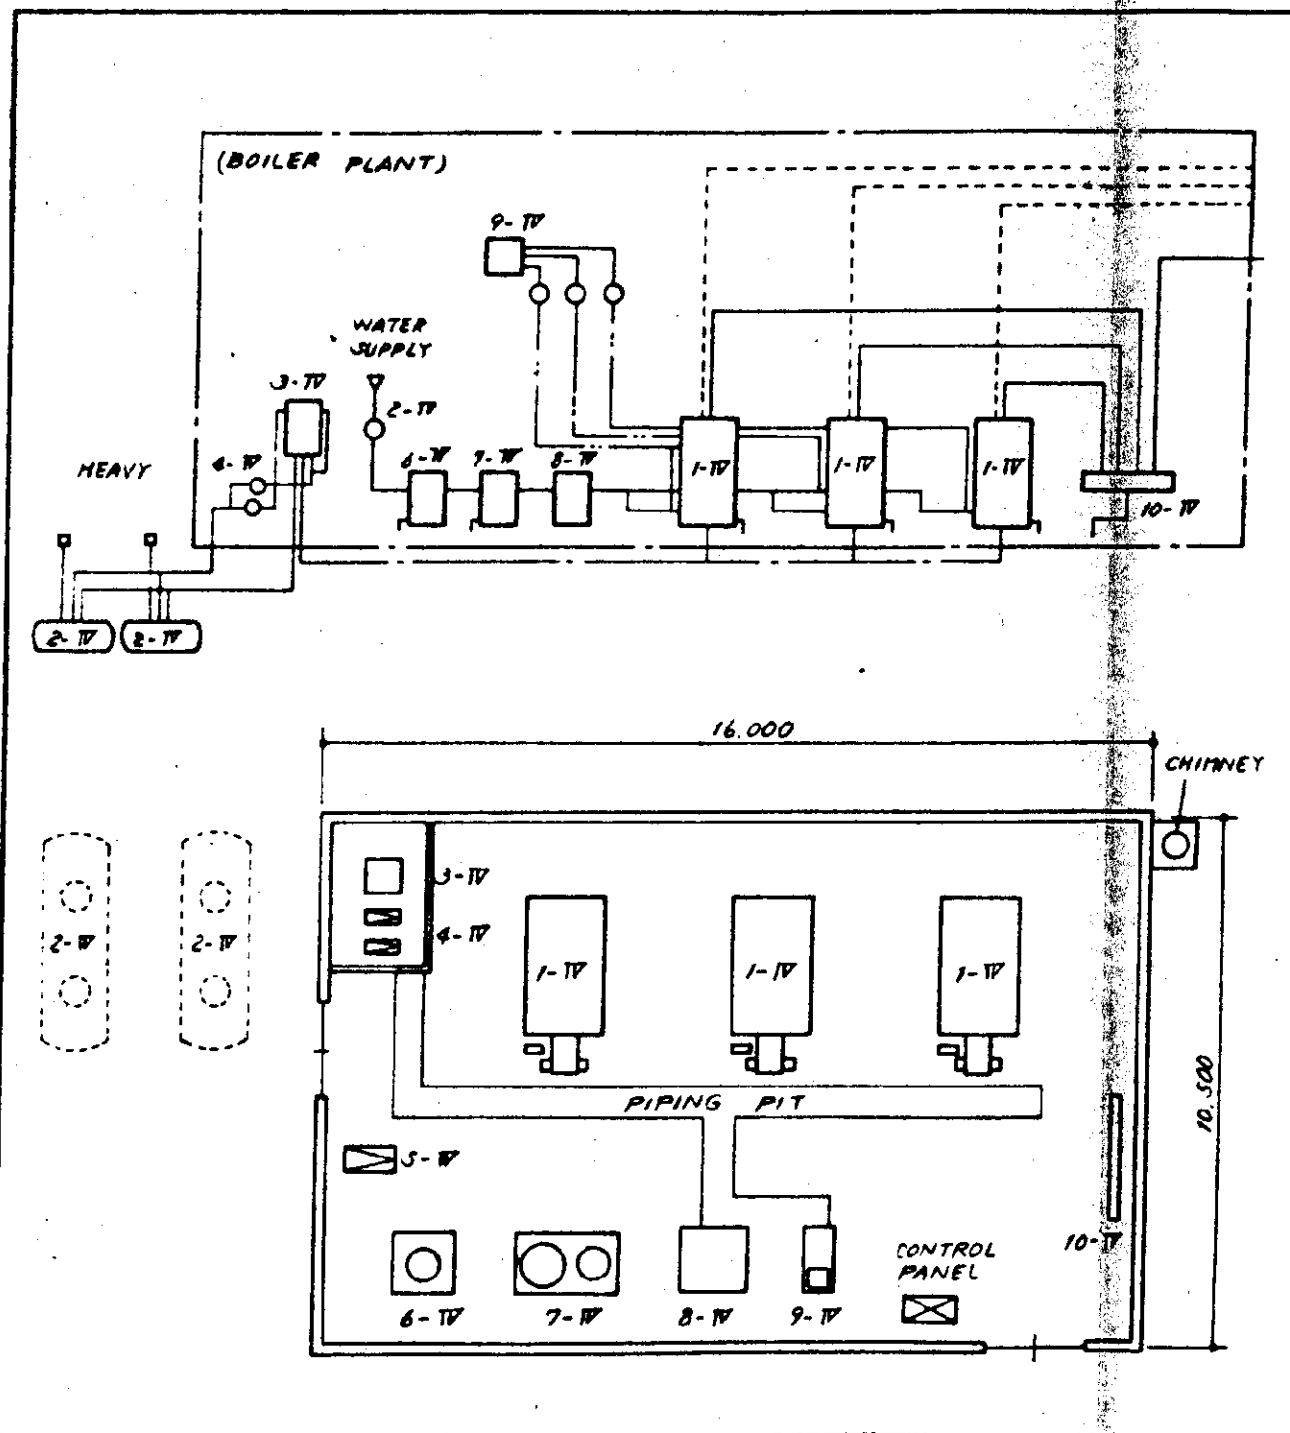 (BOILER PLANT)
9-IV
WATER
SUPPLY
3-IV
2-IV
HEAVY
4-IV
6-IV
7-IV
8-IV
1-IV
1-IV
1-IV
10-IV
2-IV
2-IV
16.000
CHIMNEY
3-IV
2-IV
2-IV
4-IV
1-IV
1-IV
1-IV
10.500
PIPING PIT
5-IV
10-IV
CONTROL
PANEL
6-IV
7-IV
8-IV
9-IV